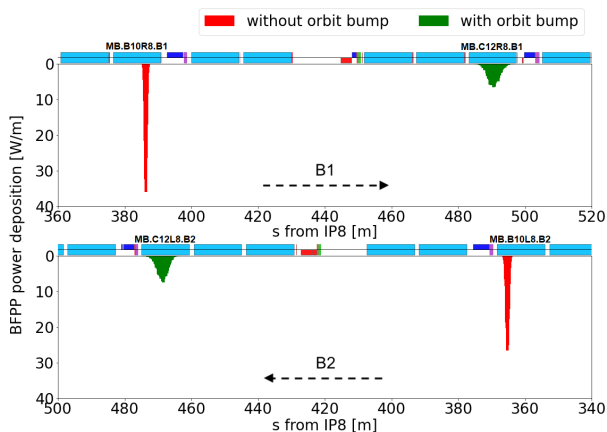 without orbit bump with orbit bump
MB.B10R8.B1 MB.C12R8.B1
0
10
20
30
40
B1
360 380 400 420 440 460 480 500 520
s from IP8 [m]
BFPP power deposition [W/m]
MB.C12L8.B2 MB.B10L8.B2
0
10
20
30
40
B2
500 480 460 440 420 400 380 360 340
s from IP8 [m]